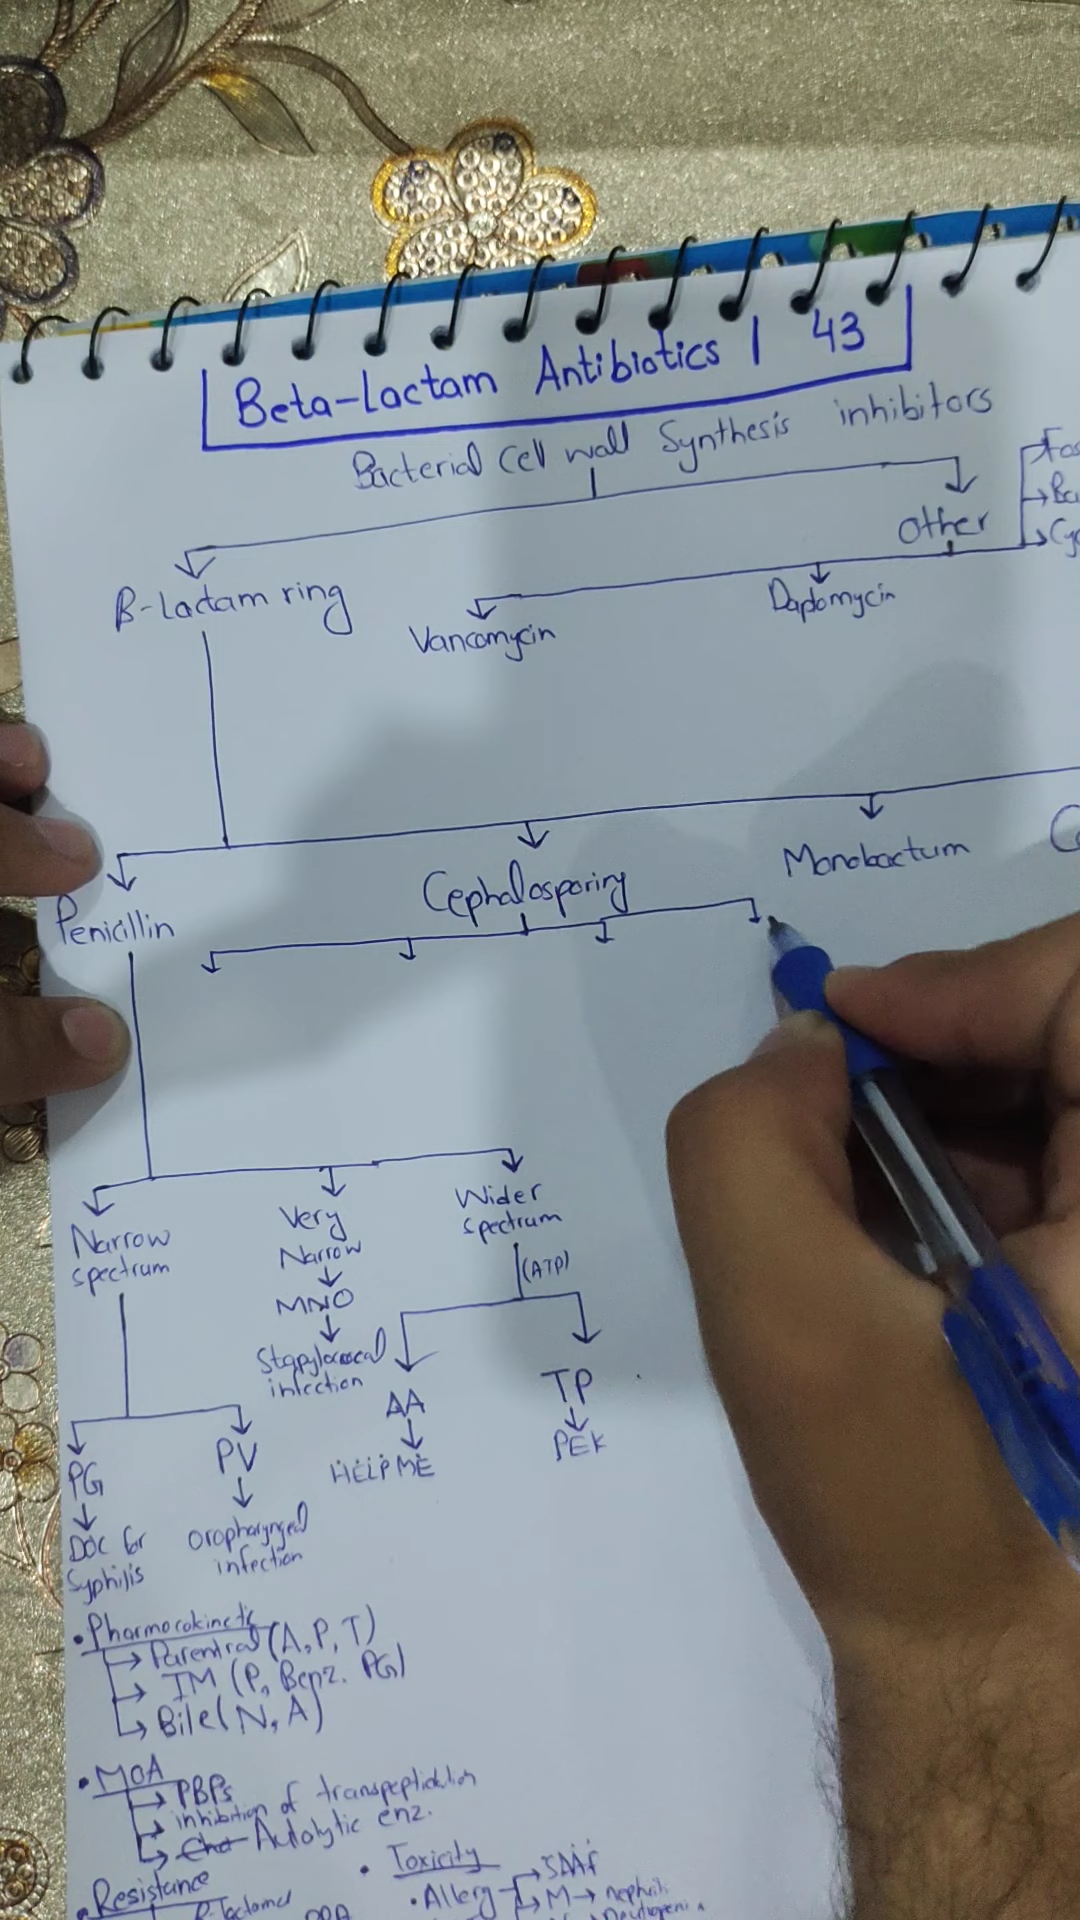 Beta-Lactam Antibiotics | 43
Bacterial Cell wall Synthesis inhibitors
Other
B-Lactam ring
Vancomycin
Daptomycin
Penicillin
Cephalosporins
Monobactum
Narrow
spectrum
Very
Narrow
MNO
Stapylococcal
infection
Wider
spectrum
(ATP)
AA
HELPME
TP
PEK
PG
DOC for
Syphilis
PV
Oropharyngeal
infection
• Pharmocokinetic
Parentral (A, P, T)
IM (P, Benz. PG)
Bile (N, A)
• MOA
PBPs
inhibition of transpeptidation
Autolytic enz.
• Resistance
• Toxicity
• Allergy
M → nephritis